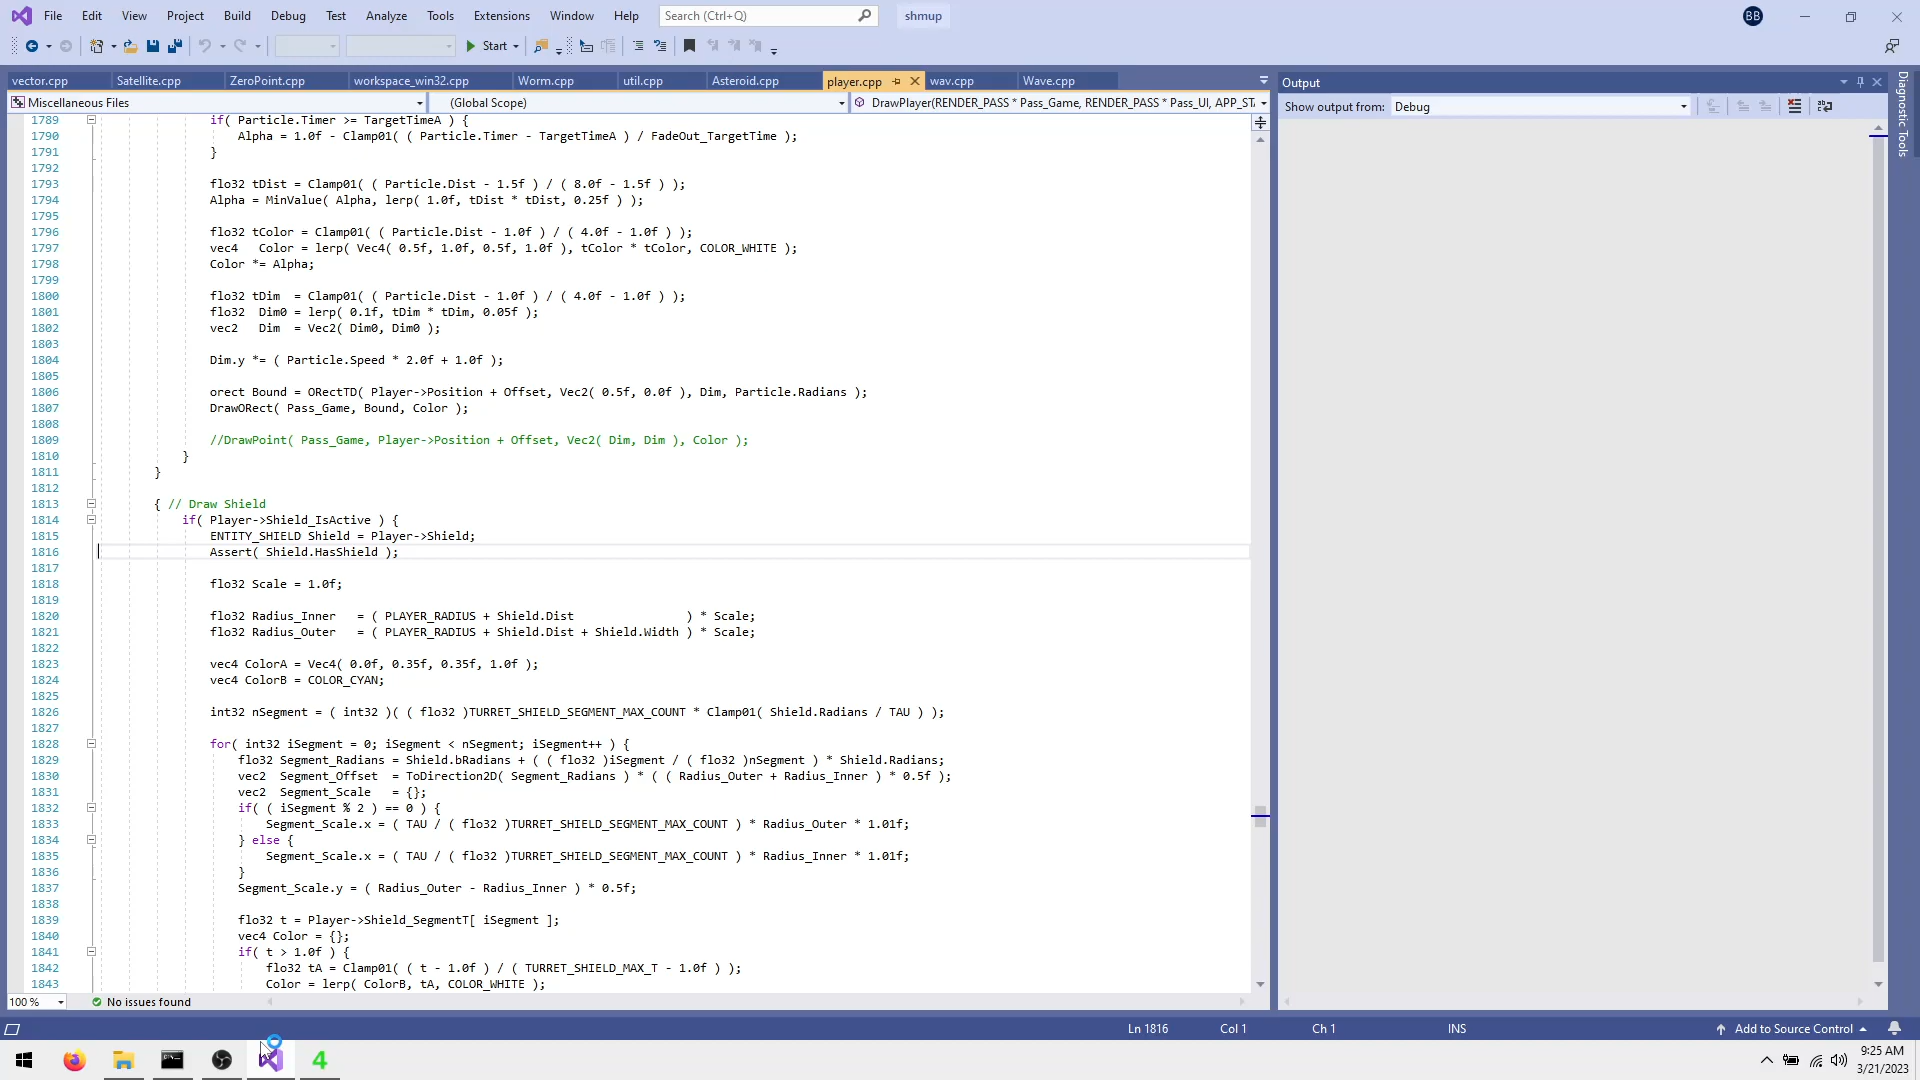 File Edit View Project Build Debug Test Analyze Tools Extensions Window Help Search (Ctrl+Q) shmup BB
Start
vector.cpp Satellite.cpp ZeroPoint.cpp workspace_win32.cpp Worm.cpp util.cpp Asteroid.cpp player.cpp wav.cpp Wave.cpp
Output
Miscellaneous Files (Global Scope) DrawPlayer(RENDER_PASS * Pass_Game, RENDER_PASS * Pass_UI, APP_ST
Show output from: Debug
Diagnostic Tools
1789 if( Particle.Timer >= TargetTimeA ) {
1790 Alpha = 1.0f - Clamp01( ( Particle.Timer - TargetTimeA ) / FadeOut_TargetTime );
1791 }
1792
1793 flo32 tDist = Clamp01( ( Particle.Dist - 1.5f ) / ( 8.0f - 1.5f ) );
1794 Alpha = MinValue( Alpha, lerp( 1.0f, tDist * tDist, 0.25f ) );
1795
1796 flo32 tColor = Clamp01( ( Particle.Dist - 1.0f ) / ( 4.0f - 1.0f ) );
1797 vec4 Color = lerp( Vec4( 0.5f, 1.0f, 0.5f, 1.0f ), tColor * tColor, COLOR_WHITE );
1798 Color *= Alpha;
1799
1800 flo32 tDim = Clamp01( ( Particle.Dist - 1.0f ) / ( 4.0f - 1.0f ) );
1801 flo32 Dim0 = lerp( 0.1f, tDim * tDim, 0.05f );
1802 vec2 Dim = Vec2( Dim0, Dim0 );
1803
1804 Dim.y *= ( Particle.Speed * 2.0f + 1.0f );
1805
1806 orect Bound = ORectTD( Player->Position + Offset, Vec2( 0.5f, 0.0f ), Dim, Particle.Radians );
1807 DrawORect( Pass_Game, Bound, Color );
1808
1809 //DrawPoint( Pass_Game, Player->Position + Offset, Vec2( Dim, Dim ), Color );
1810 }
1811 }
1812
1813 { // Draw Shield
1814 if( Player->Shield_IsActive ) {
1815 ENTITY_SHIELD Shield = Player->Shield;
1816 Assert( Shield.HasShield );
1817
1818 flo32 Scale = 1.0f;
1819
1820 flo32 Radius_Inner = ( PLAYER_RADIUS + Shield.Dist ) * Scale;
1821 flo32 Radius_Outer = ( PLAYER_RADIUS + Shield.Dist + Shield.Width ) * Scale;
1822
1823 vec4 ColorA = Vec4( 0.0f, 0.35f, 0.35f, 1.0f );
1824 vec4 ColorB = COLOR_CYAN;
1825
1826 int32 nSegment = ( int32 )( ( flo32 )TURRET_SHIELD_SEGMENT_MAX_COUNT * Clamp01( Shield.Radians / TAU ) );
1827
1828 for( int32 iSegment = 0; iSegment < nSegment; iSegment++ ) {
1829 flo32 Segment_Radians = Shield.bRadians + ( ( flo32 )iSegment / ( flo32 )nSegment ) * Shield.Radians;
1830 vec2 Segment_Offset = ToDirection2D( Segment_Radians ) * ( ( Radius_Outer + Radius_Inner ) * 0.5f );
1831 vec2 Segment_Scale = {};
1832 if( ( iSegment % 2 ) == 0 ) {
1833 Segment_Scale.x = ( TAU / ( flo32 )TURRET_SHIELD_SEGMENT_MAX_COUNT ) * Radius_Outer * 1.01f;
1834 } else {
1835 Segment_Scale.x = ( TAU / ( flo32 )TURRET_SHIELD_SEGMENT_MAX_COUNT ) * Radius_Inner * 1.01f;
1836 }
1837 Segment_Scale.y = ( Radius_Outer - Radius_Inner ) * 0.5f;
1838
1839 flo32 t = Player->Shield_SegmentT[ iSegment ];
1840 vec4 Color = {};
1841 if( t > 1.0f ) {
1842 flo32 tA = Clamp01( ( t - 1.0f ) / ( TURRET_SHIELD_MAX_T - 1.0f ) );
1843 Color = lerp( ColorB, tA, COLOR_WHITE );
100 % No issues found
Ln 1816 Col 1 Ch 1 INS Add to Source Control
4
9:25 AM
3/21/2023